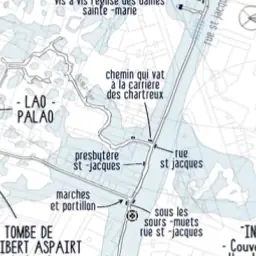 vis à vis l'église des dames
sainte -marie
rue st jacques
chemin qui vat
à la carrière
des chartreux
- LAO -
PALAO
presbytère
st -jacques
rue
st jacques
marches
et portillon
sous les
sours -muets
rue st -jacques
TOMBE DE
IBERT ASPAIRT
- IN
- Couve